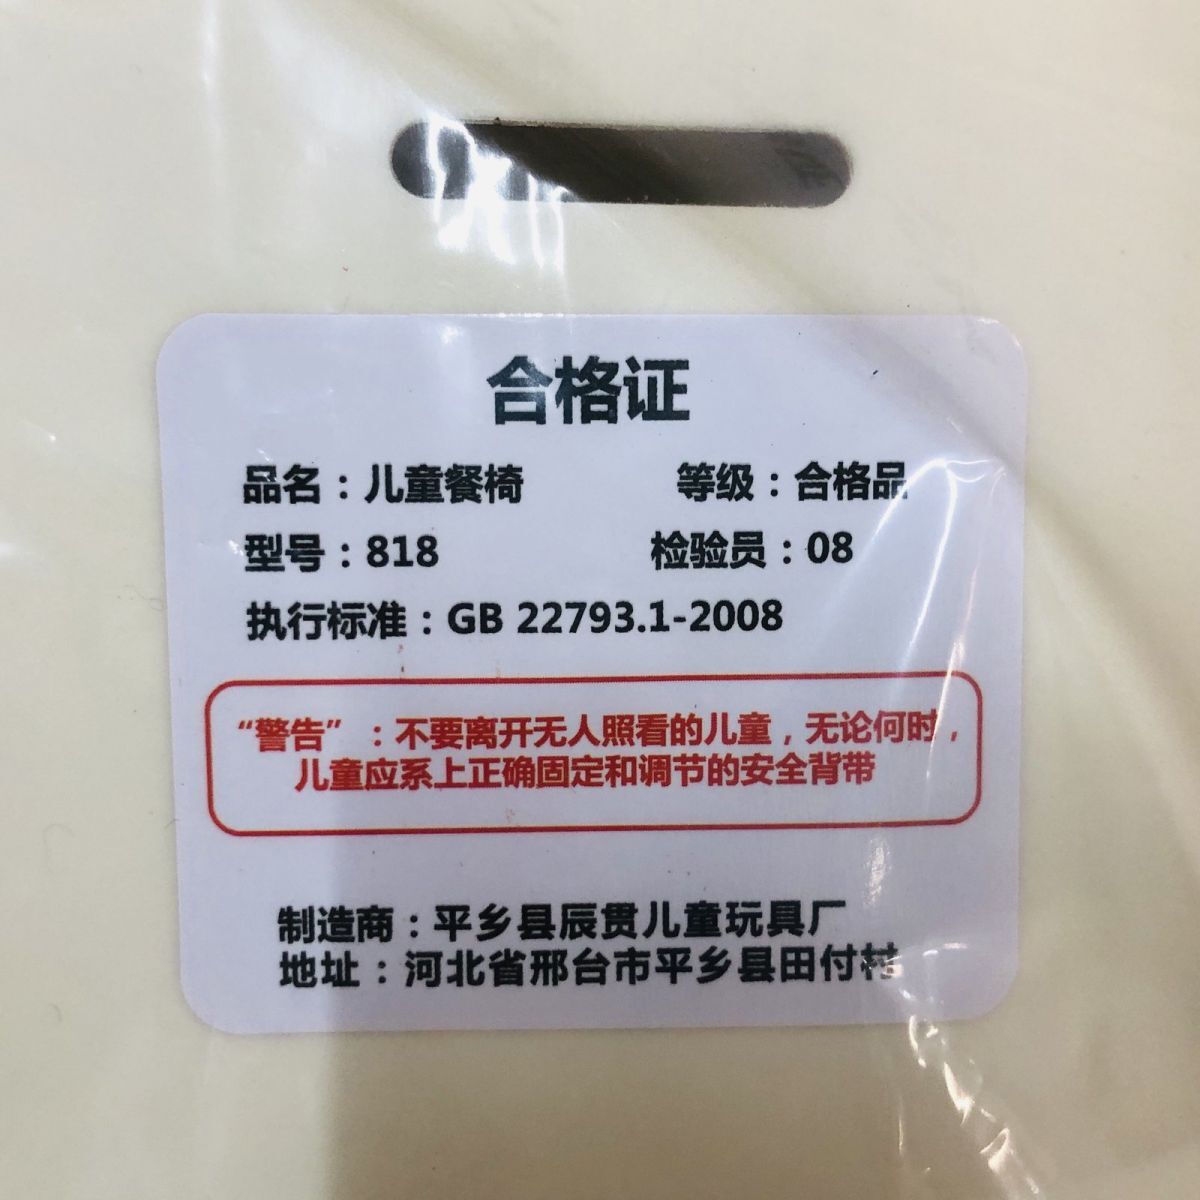 合格证
品名：儿童餐椅 等级：合格品
型号：818 检验员：08
执行标准：GB 22793.1-2008
“警告”：不要离开无人照看的儿童，无论何时，
儿童应系上正确固定和调节的安全背带
制造商：平乡县辰贯儿童玩具厂
地址：河北省邢台市平乡县田付村